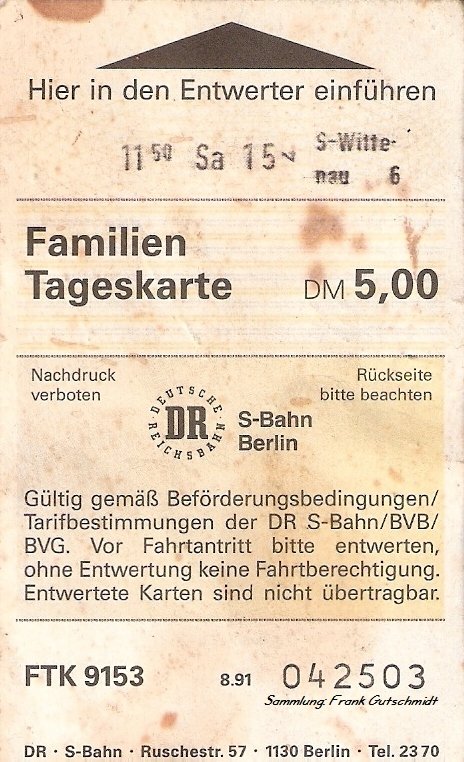 Hier in den Entwerter einführen
11 50 Sa 15 V S-Witte-
nau 6
Familien
Tageskarte DM 5,00
Nachdruck
verboten
Rückseite
bitte beachten
DEUTSCHE REICHSBAHN
DR
S-Bahn
Berlin
Gültig gemäß Beförderungsbedingungen/
Tarifbestimmungen der DR S-Bahn/BVB/
BVG. Vor Fahrtantritt bitte entwerten,
ohne Entwertung keine Fahrtberechtigung.
Entwertete Karten sind nicht übertragbar.
FTK 9153 8.91 042503
Sammlung: Frank Gutschmidt
DR · S-Bahn · Ruschestr. 57 · 1130 Berlin · Tel. 23 70